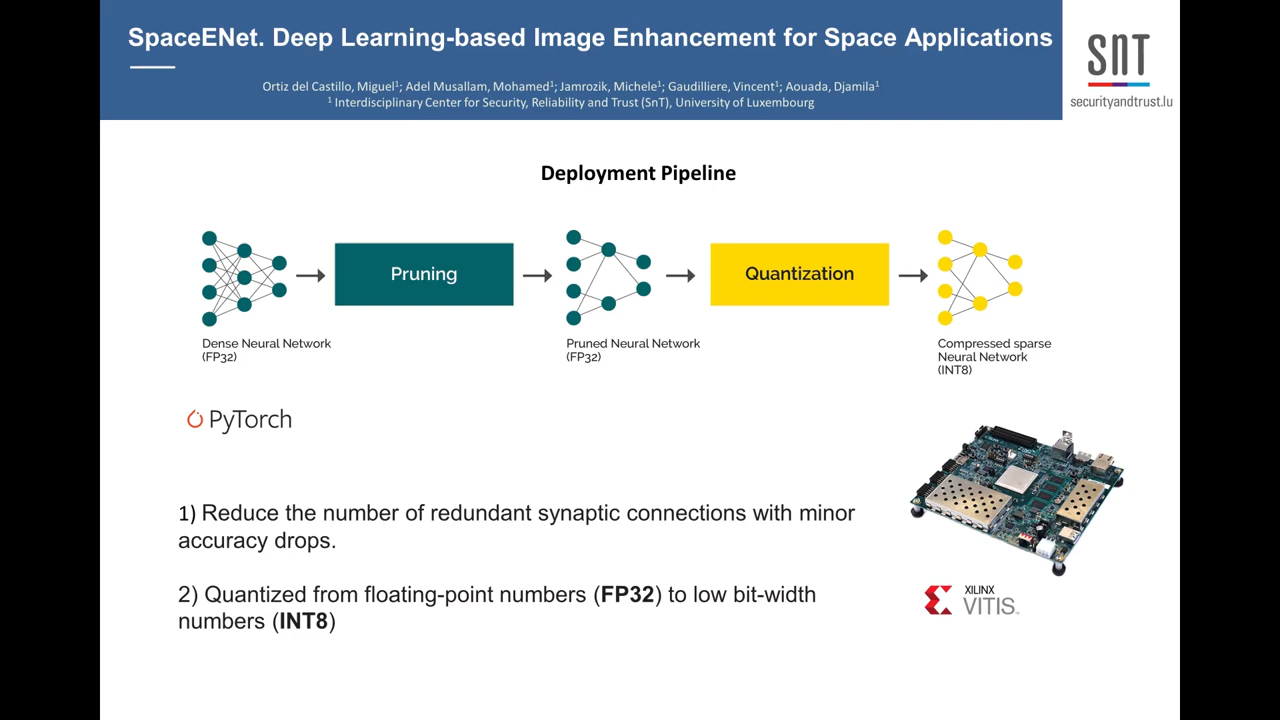 SpaceENet. Deep Learning-based Image Enhancement for Space Applications
Ortiz del Castillo, Miguel¹; Adel Musallam, Mohamed¹; Jamrozik, Michele¹; Gaudilliere, Vincent¹; Aouada, Djamila¹
¹ Interdisciplinary Center for Security, Reliability and Trust (SnT), University of Luxembourg
SNT
securityandtrust.lu
Deployment Pipeline
Pruning
Quantization
Dense Neural Network
(FP32)
Pruned Neural Network
(FP32)
Compressed sparse
Neural Network
(INT8)
PyTorch
1) Reduce the number of redundant synaptic connections with minor
accuracy drops.
2) Quantized from floating-point numbers (FP32) to low bit-width
numbers (INT8)
XILINX
VITIS™